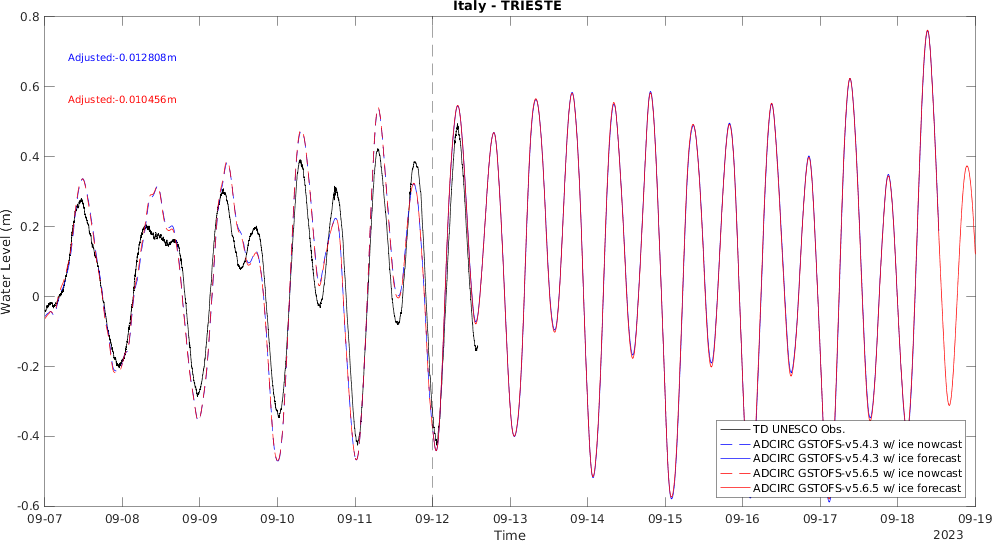 Italy - TRIESTE
Adjusted:-0.012808m
Adjusted:-0.010456m
Water Level (m)
0.8
0.6
0.4
0.2
0
-0.2
-0.4
-0.6
TD UNESCO Obs.
ADCIRC GSTOFS-v5.4.3 w/ ice nowcast
ADCIRC GSTOFS-v5.4.3 w/ ice forecast
ADCIRC GSTOFS-v5.6.5 w/ ice nowcast
ADCIRC GSTOFS-v5.6.5 w/ ice forecast
09-07 09-08 09-09 09-10 09-11 09-12 09-13 09-14 09-15 09-16 09-17 09-18 09-19
Time
2023